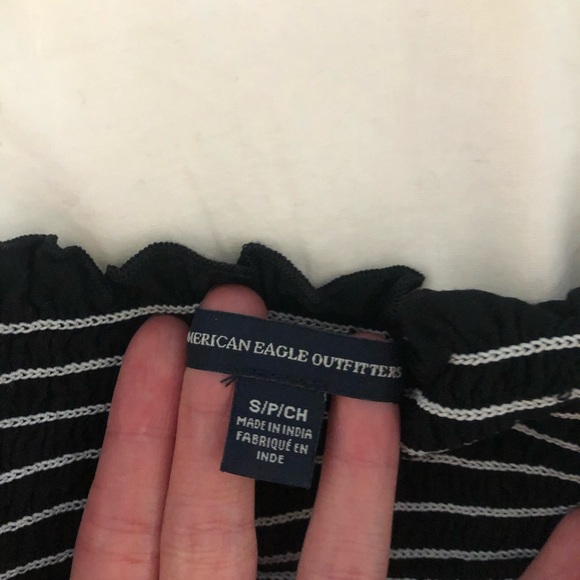 MERICAN EAGLE OUTFITTERS
S/P/CH
MADE IN INDIA
FABRIQUÉ EN
INDE